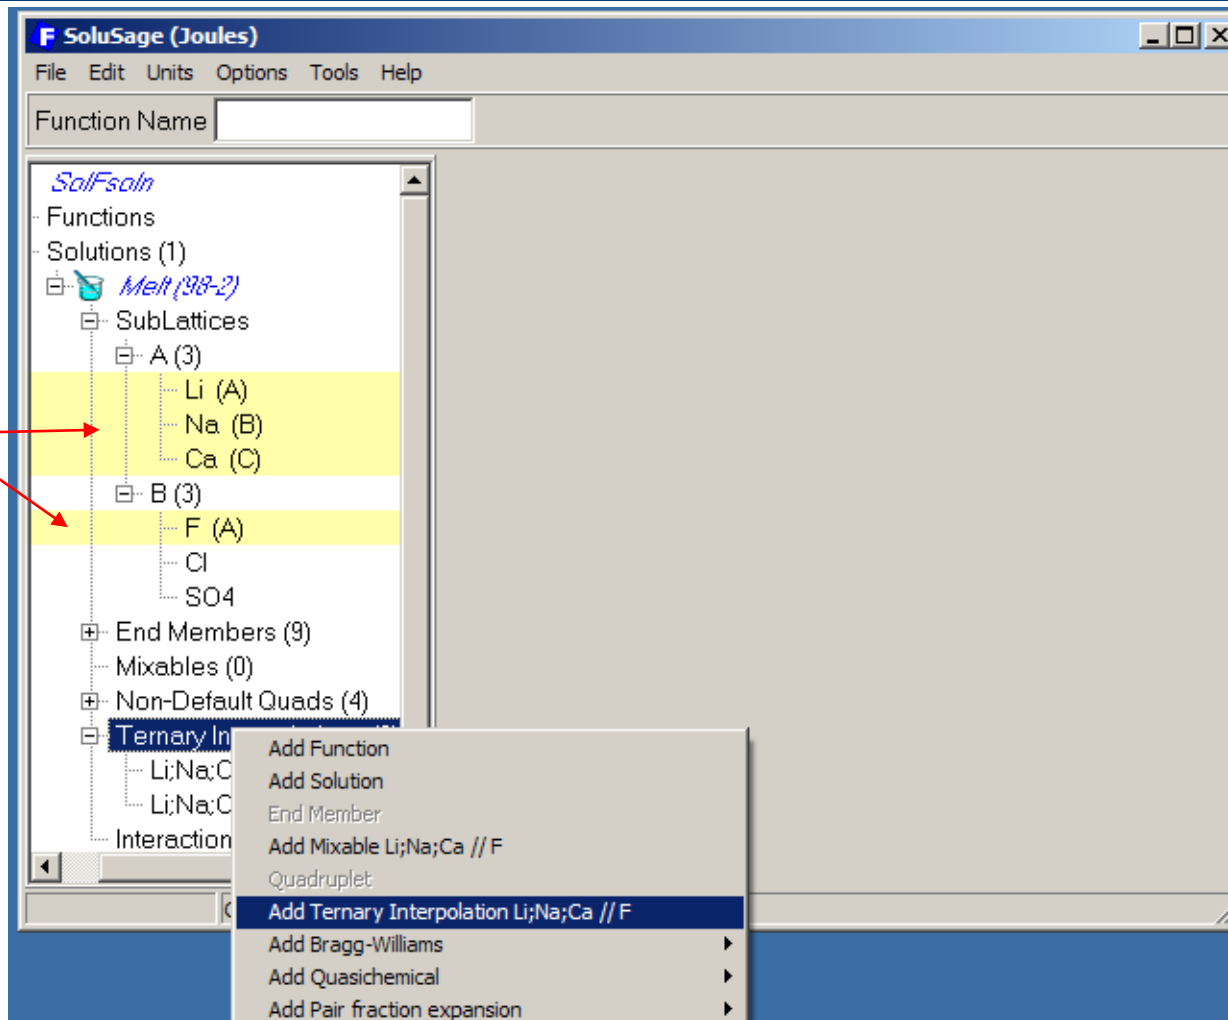 SoluSage (Joules)
File Edit Units Options Tools Help
Function Name
SolFsoln
Functions
Solutions (1)
Melt (98-2)
SubLattices
A (3)
Li (A)
Na (B)
Ca (C)
B (3)
F (A)
Cl
SO4
End Members (9)
Mixables (0)
Non-Default Quads (4)
Ternary In
Li;Na;C
Li;Na;C
Interaction
Add Function
Add Solution
End Member
Add Mixable Li;Na;Ca // F
Quadruplet
Add Ternary Interpolation Li;Na;Ca // F
Add Bragg-Williams
Add Quasichemical
Add Pair fraction expansion